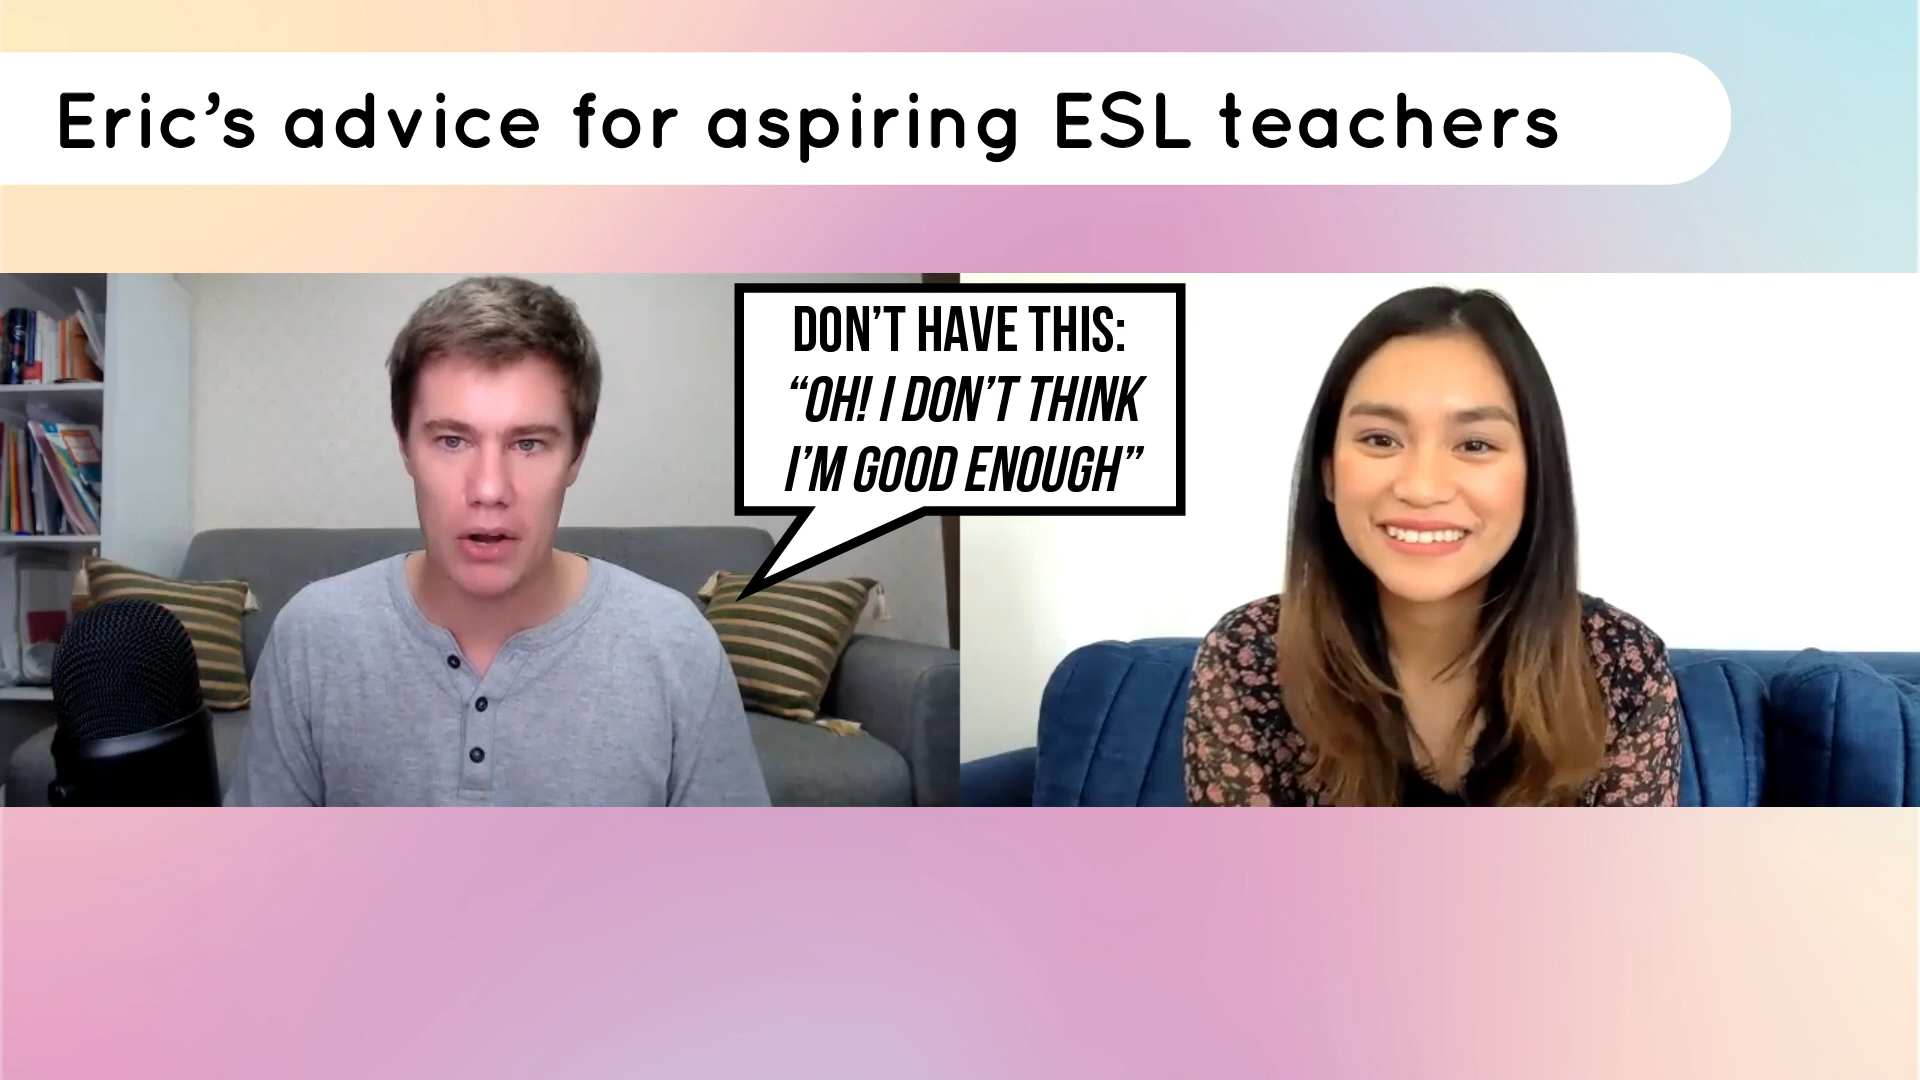 Eric’s advice for aspiring ESL teachers
DON’T HAVE THIS:
“OH! I DON’T THINK
I’M GOOD ENOUGH”